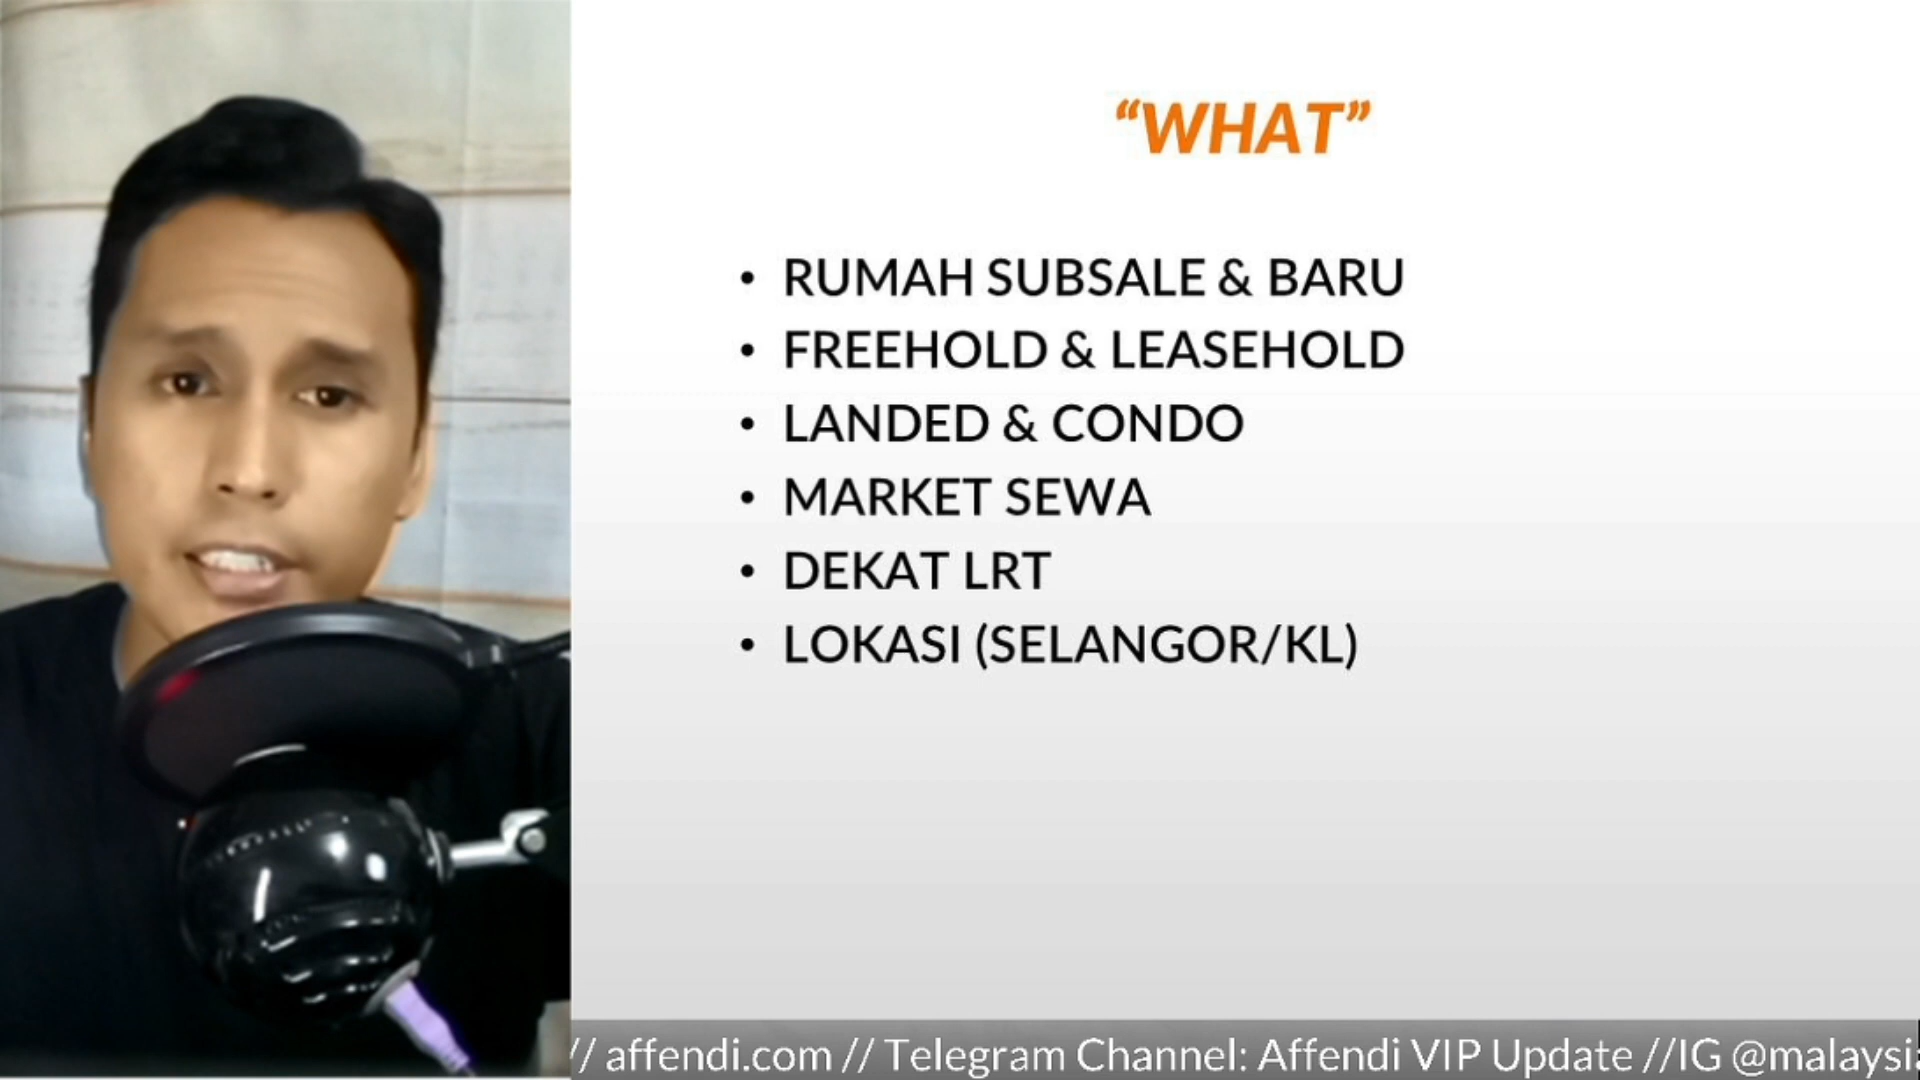 “WHAT”
• RUMAH SUBSALE & BARU
• FREEHOLD & LEASEHOLD
• LANDED & CONDO
• MARKET SEWA
• DEKAT LRT
• LOKASI (SELANGOR/KL)
// affendi.com // Telegram Channel: Affendi VIP Update //IG @malaysi